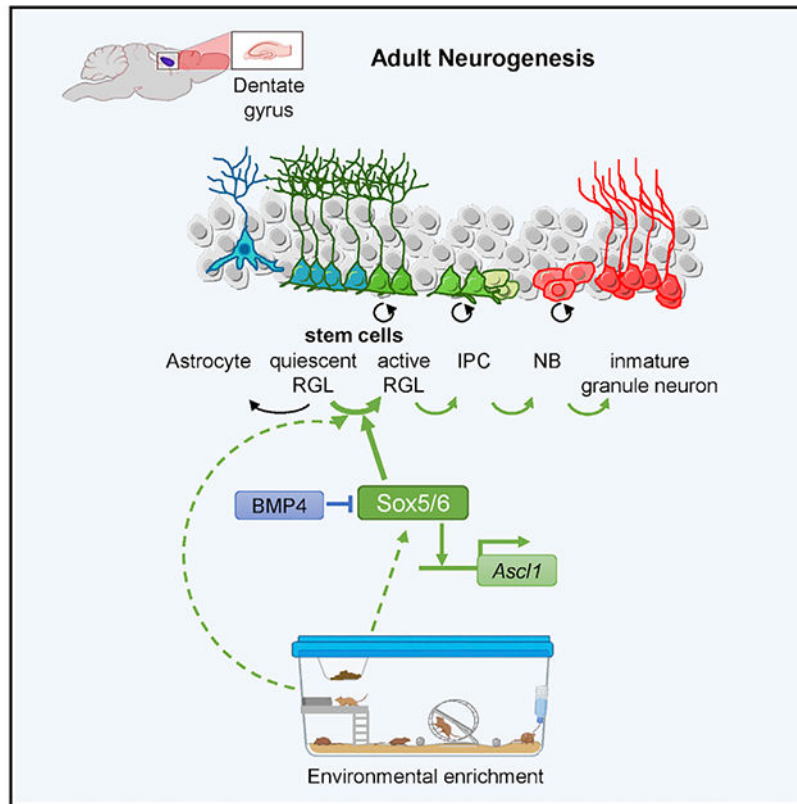 Adult Neurogenesis
Dentate
gyrus
stem cells
Astrocyte quiescent active IPC NB inmature
RGL RGL granule neuron
BMP4 Sox5/6
Ascl1
Environmental enrichment